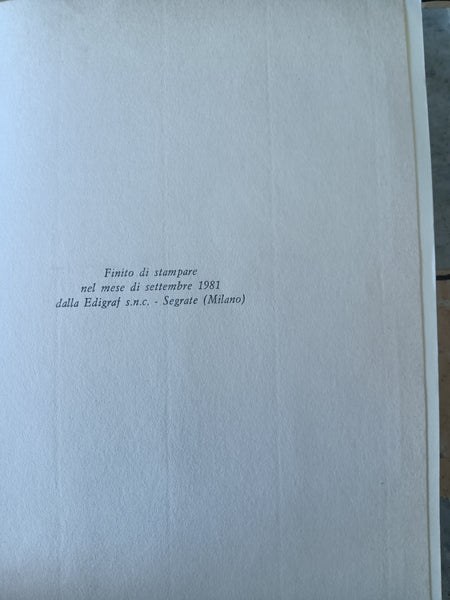 Finito di stampare
nel mese di settembre 1981
dalla Edigraf s.n.c. - Segrate (Milano)